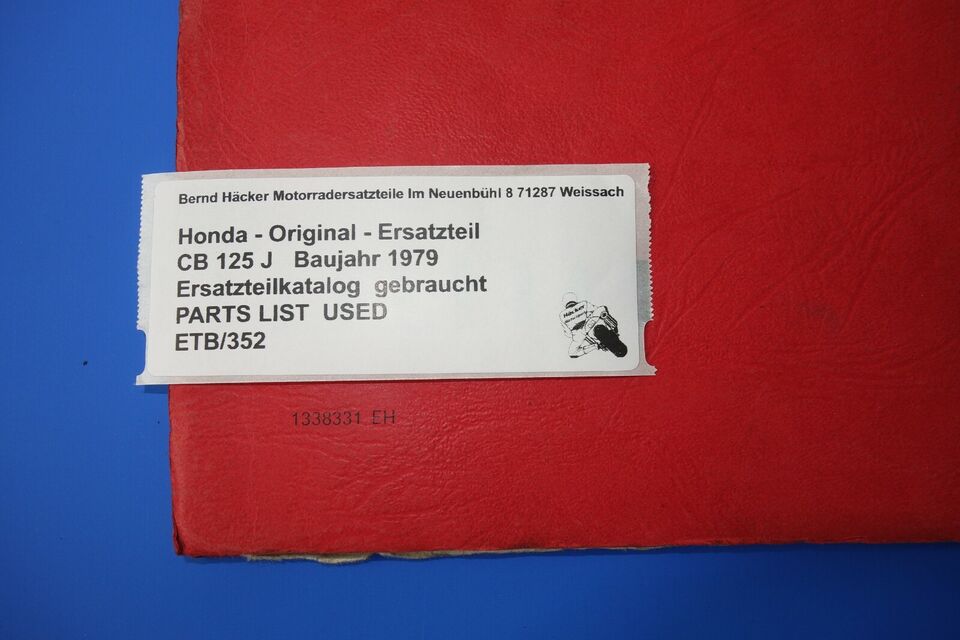 Bernd Häcker Motorradersatzteile Im Neuenbühl 8 71287 Weissach
Honda - Original - Ersatzteil
CB 125 J Baujahr 1979
Ersatzteilkatalog gebraucht
PARTS LIST USED
ETB/352
Häcker
1338331 EH